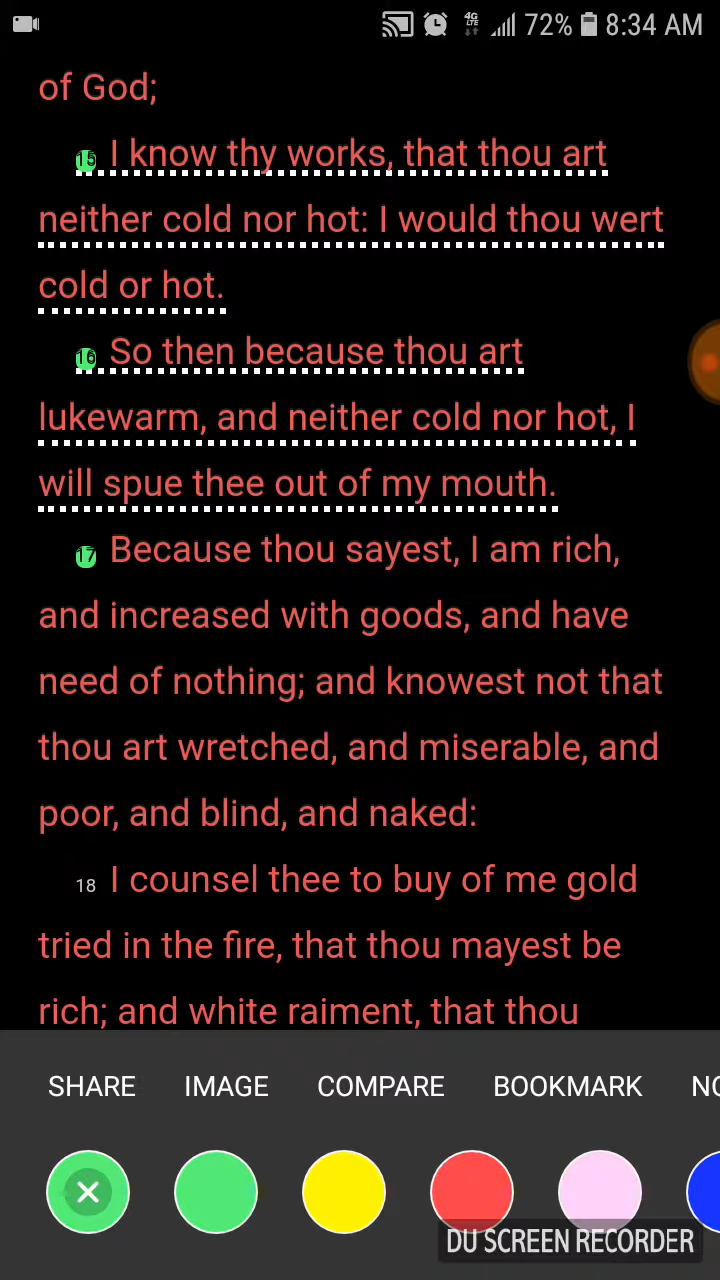 4G LTE 72% 8:34 AM
of God;
15 I know thy works, that thou art
neither cold nor hot: I would thou wert
cold or hot.
16 So then because thou art
lukewarm, and neither cold nor hot, I
will spue thee out of my mouth.
17 Because thou sayest, I am rich,
and increased with goods, and have
need of nothing; and knowest not that
thou art wretched, and miserable, and
poor, and blind, and naked:
18 I counsel thee to buy of me gold
tried in the fire, that thou mayest be
rich; and white raiment, that thou
SHARE IMAGE COMPARE BOOKMARK
DU SCREEN RECORDER